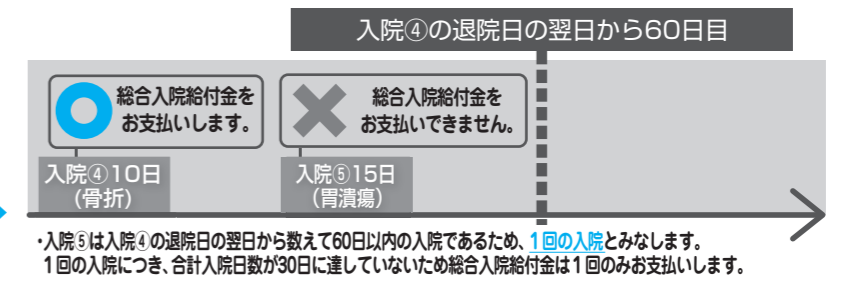 入院④の退院日の翌日から60日目
総合入院給付金を
お支払いします。
総合入院給付金を
お支払いできません。
入院④10日
(骨折)
入院⑤15日
(胃潰瘍)
・入院⑤は入院④の退院日の翌日から数えて60日以内の入院であるため、1回の入院とみなします。
1回の入院につき、合計入院日数が30日に達していないため総合入院給付金は1回のみお支払いします。